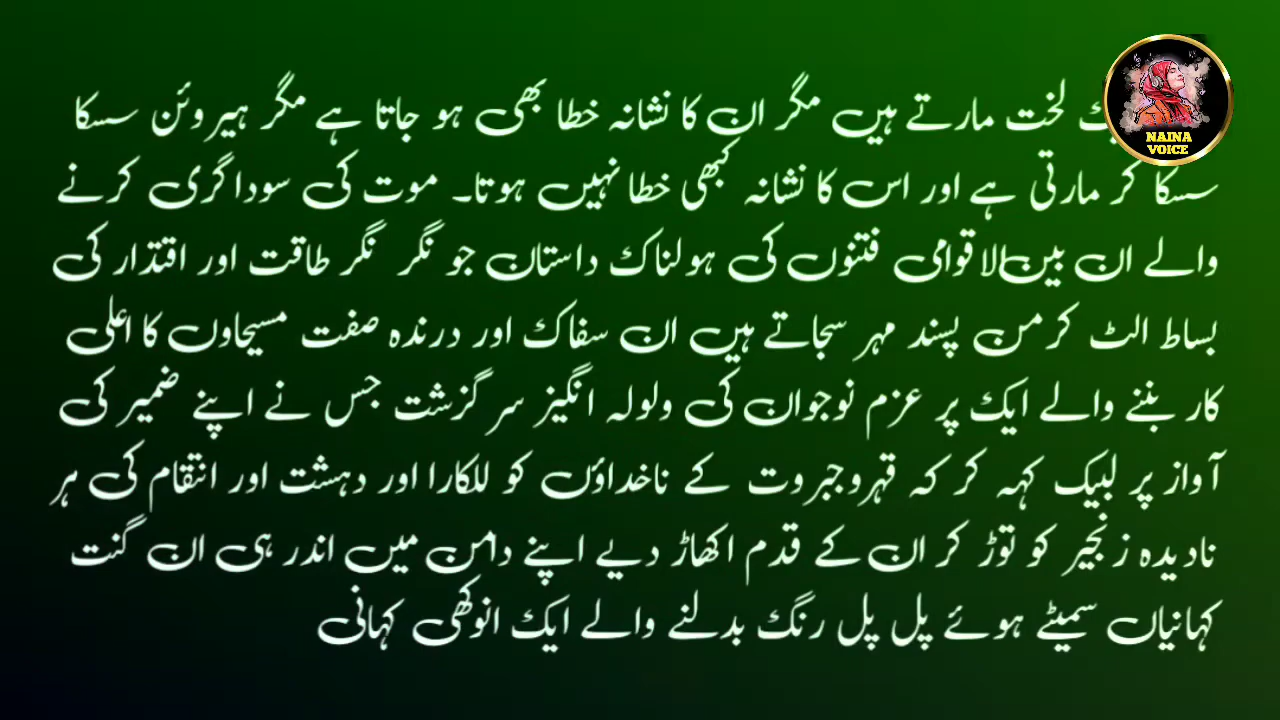 لخت مارتے ہیں مگر ان کا نشانہ خطا بھی ہو جاتا ہے مگر ہیروئن سسکا
سسکا کر مارتی ہے اور اس کا نشانہ کبھی خطا نہیں ہوتا۔ موت کی سوداگری کرنے
والے ان بین الاقوامی فتنوں کی ہولناک داستان جو نگر نگر طاقت اور اقتدار کی
بساط الٹ کر من پسند مہر سجاتے ہیں ان سفاک اور درندہ صفت مسیحاوں کا اعلی
کار بننے والے ایک پر عزم نوجوان کی ولولہ انگیز سر گزشت جس نے اپنے ضمیر کی
آواز پر لبیک کہہ کر کہ قہر و جبروت کے ناخداؤں کو للکارا اور دہشت اور انتقام کی ہر
نادیدہ زنجیر کو توڑ کر ان کے قدم اکھاڑ دیے اپنے دامن میں اندر ہی ان گنت
کہانیاں سمیٹے ہوئے پل پل رنگ بدلنے والے ایک انوکھی کہانی
NAINA
VOICE